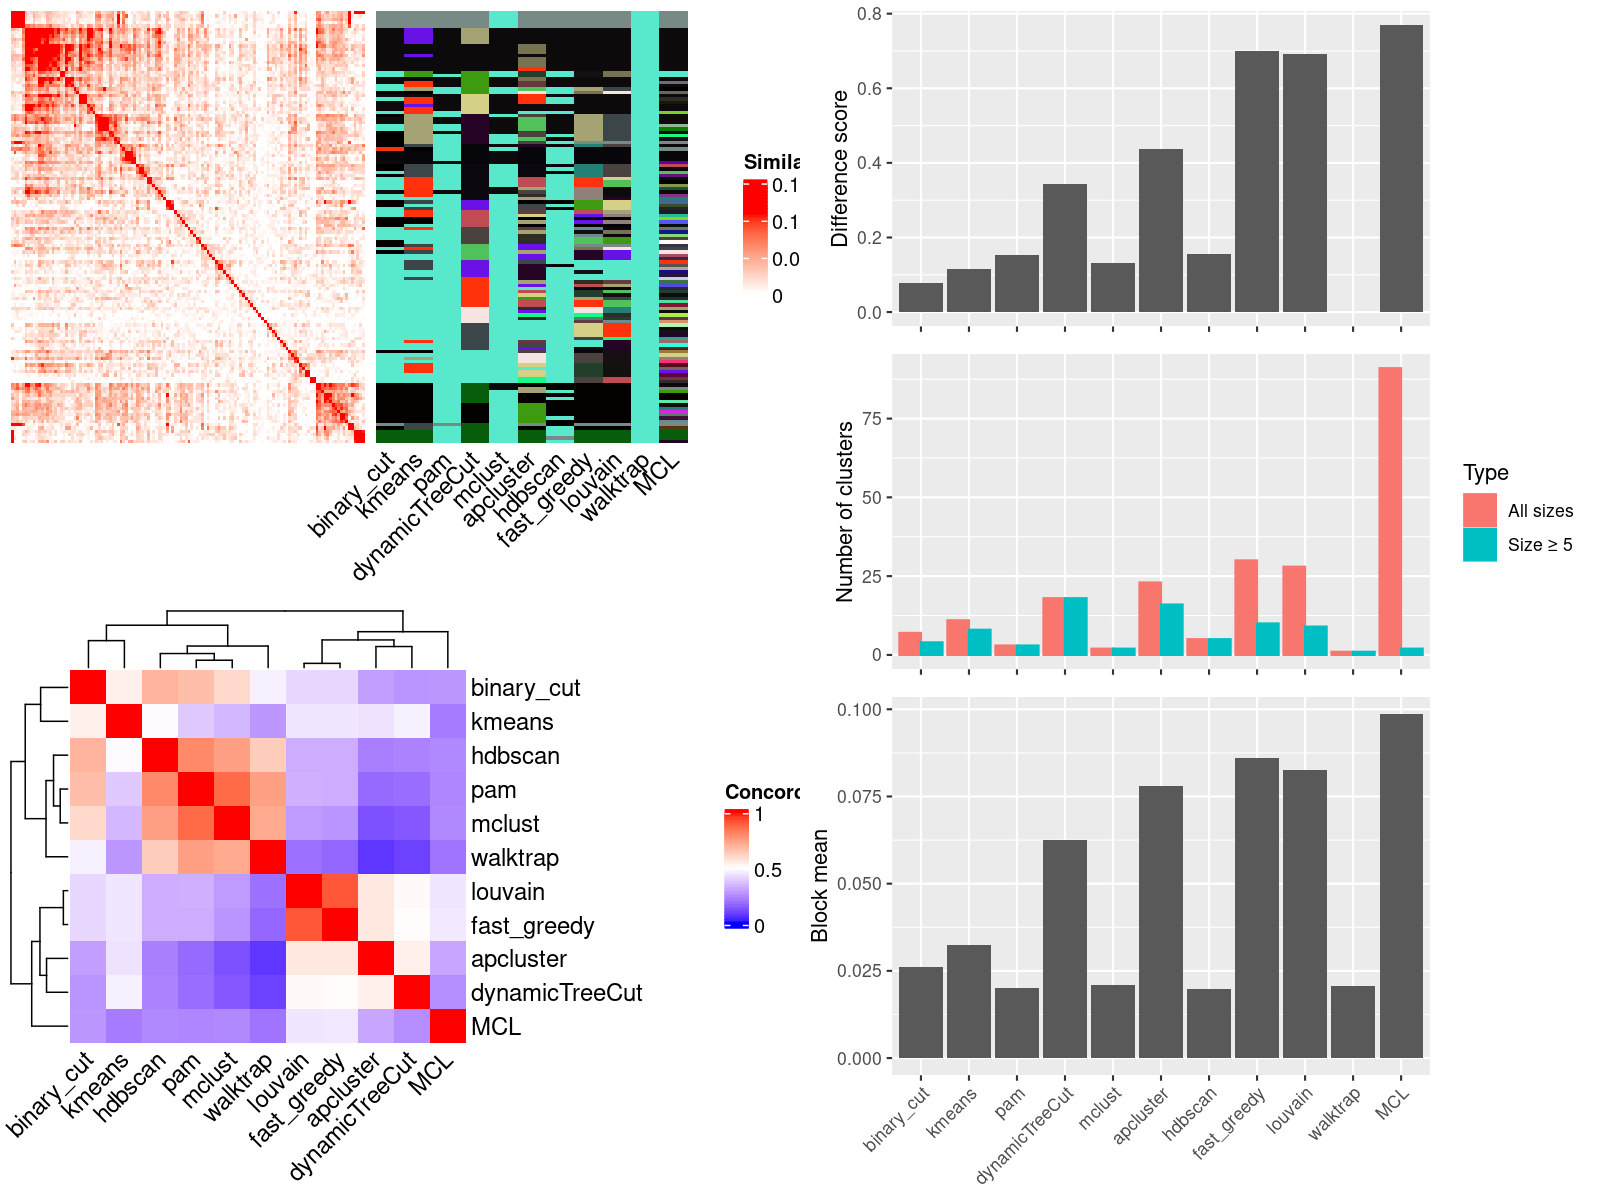 Simila
0.1
0.1
0.0
0
binary_cut
kmeans
pam
dynamicTreeCut
mclust
apcluster
hdbscan
fast_greedy
louvain
walktrap
MCL
binary_cut
kmeans
hdbscan
pam
mclust
walktrap
louvain
fast_greedy
apcluster
dynamicTreeCut
MCL
binary_cut
kmeans
hdbscan
pam
mclust
walktrap
louvain
fast_greedy
apcluster
dynamicTreeCut
MCL
Concord
1
0.5
0
Difference score
0.8
0.6
0.4
0.2
0.0
Number of clusters
75
50
25
0
Type
All sizes
Size ≥ 5
Block mean
0.100
0.075
0.050
0.025
0.000
binary_cut
kmeans
pam
dynamicTreeCut
mclust
apcluster
hdbscan
fast_greedy
louvain
walktrap
MCL